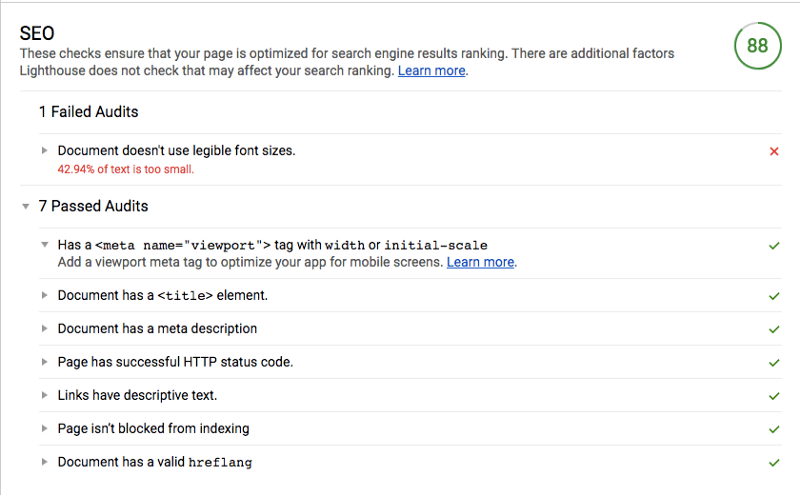 SEO
88
These checks ensure that your page is optimized for search engine results ranking. There are additional factors
Lighthouse does not check that may affect your search ranking. Learn more.
1 Failed Audits
Document doesn't use legible font sizes.
42.94% of text is too small.
7 Passed Audits
Has a <meta name="viewport"> tag with width or initial-scale
Add a viewport meta tag to optimize your app for mobile screens. Learn more.
Document has a <title> element.
Document has a meta description
Page has successful HTTP status code.
Links have descriptive text.
Page isn't blocked from indexing
Document has a valid hreflang